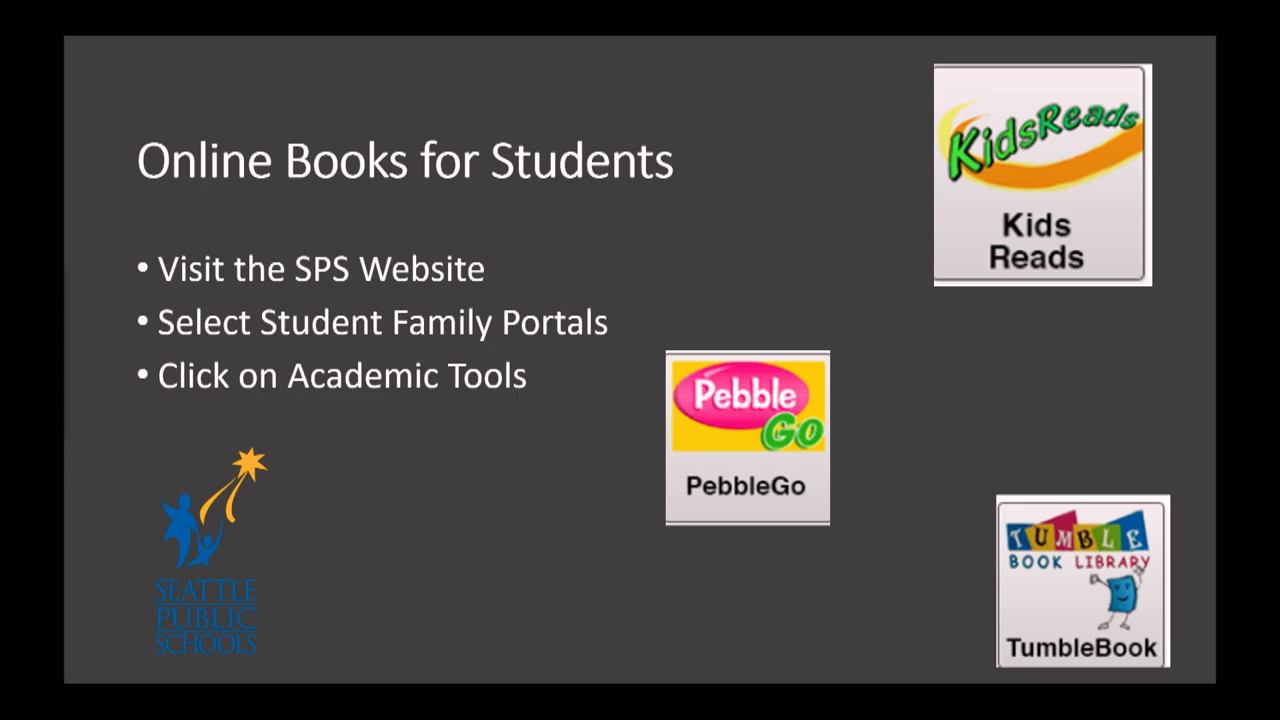 Online Books for Students
• Visit the SPS Website
• Select Student Family Portals
• Click on Academic Tools
KidsReads
Kids
Reads
Pebble
Go
PebbleGo
TUMBLE
BOOK LIBRARY
TumbleBook
SEATTLE
PUBLIC
SCHOOLS